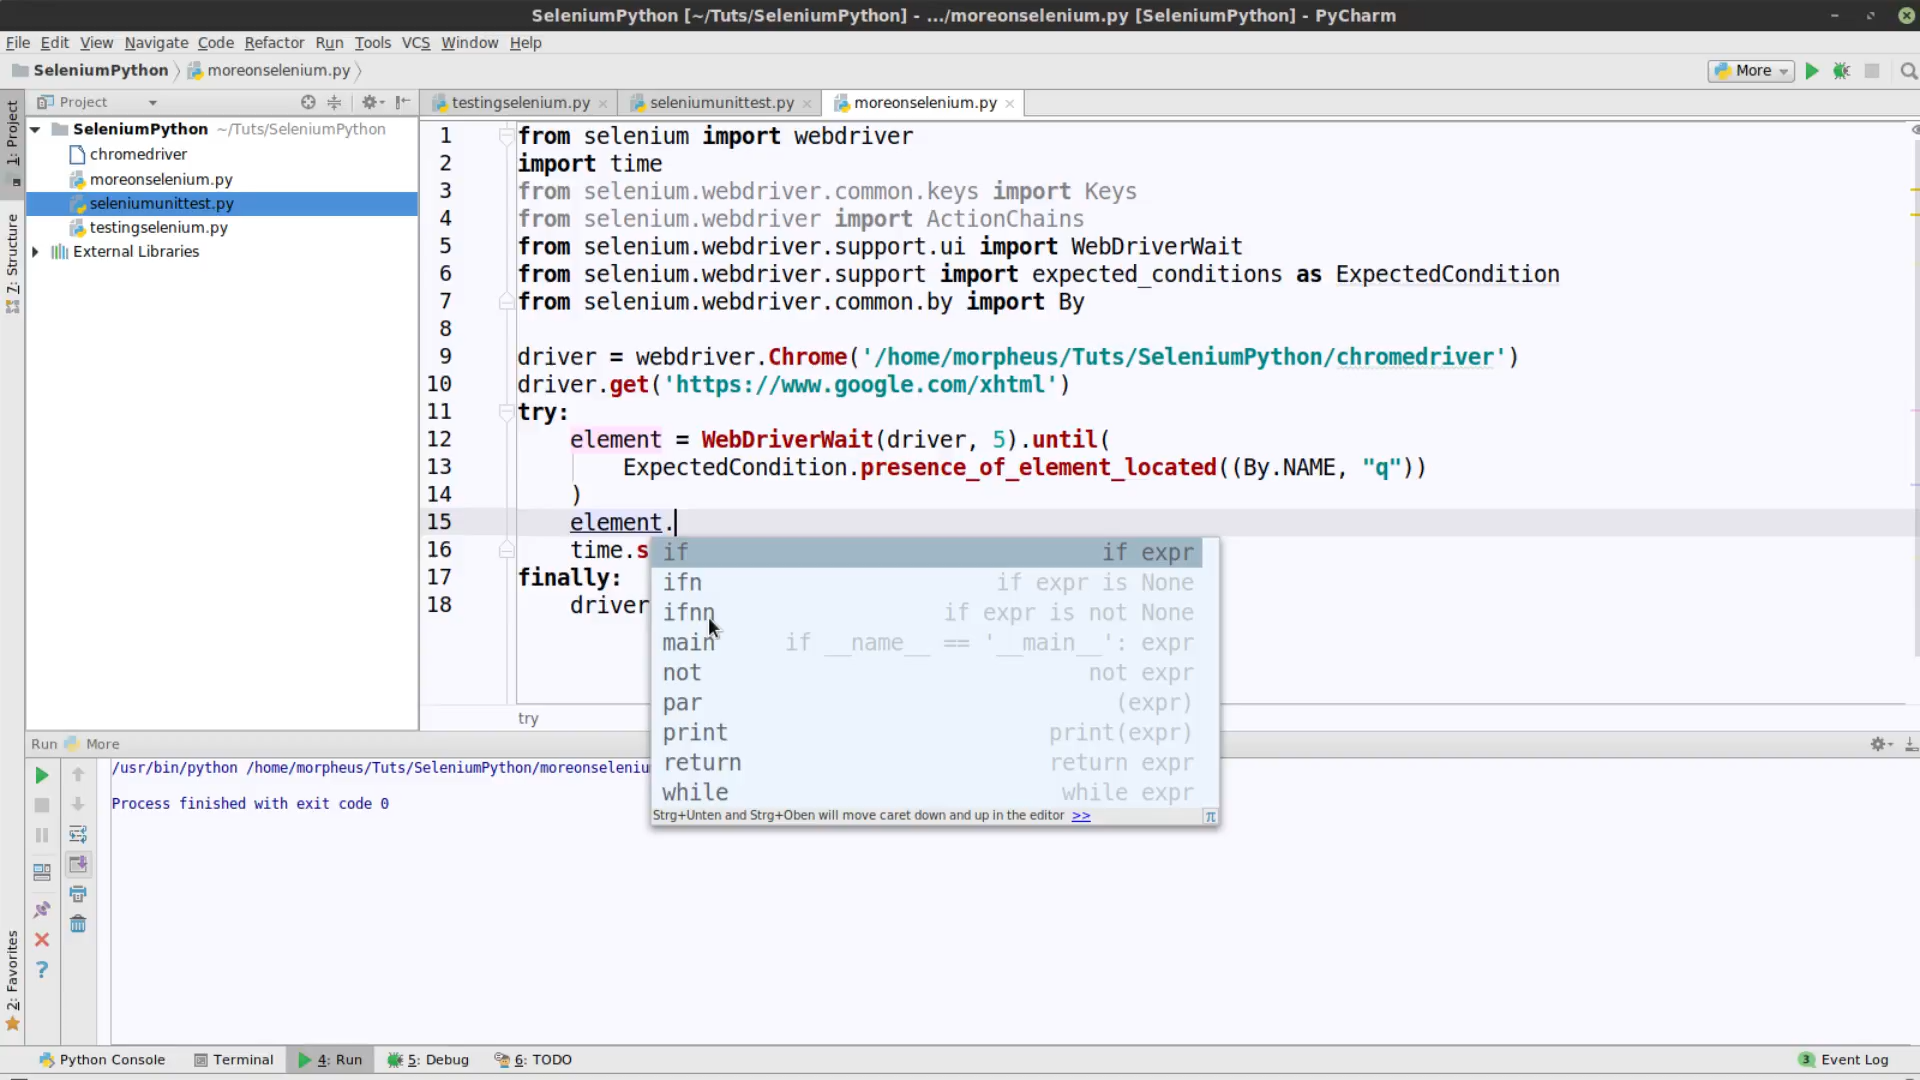 SeleniumPython [~/Tuts/SeleniumPython] - .../moreonselenium.py [SeleniumPython] - PyCharm
File Edit View Navigate Code Refactor Run Tools VCS Window Help
SeleniumPython moreonselenium.py
More
1: Project
7: Structure
2: Favorites
Project
testingselenium.py
seleniumunittest.py
moreonselenium.py
SeleniumPython ~/Tuts/SeleniumPython
chromedriver
moreonselenium.py
seleniumunittest.py
testingselenium.py
External Libraries
1 from selenium import webdriver
2 import time
3 from selenium.webdriver.common.keys import Keys
4 from selenium.webdriver import ActionChains
5 from selenium.webdriver.support.ui import WebDriverWait
6 from selenium.webdriver.support import expected_conditions as ExpectedCondition
7 from selenium.webdriver.common.by import By
8
9 driver = webdriver.Chrome('/home/morpheus/Tuts/SeleniumPython/chromedriver')
10 driver.get('https://www.google.com/xhtml')
11 try:
12 element = WebDriverWait(driver, 5).until(
13 ExpectedCondition.presence_of_element_located((By.NAME, "q"))
14 )
15 element.
16 time.s
17 finally:
18 driver
if if expr
ifn if expr is None
ifnn if expr is not None
main if __name__ == '__main__': expr
not not expr
par (expr)
print print(expr)
return return expr
while while expr
Strg+Unten and Strg+Oben will move caret down and up in the editor >>
π
try
Run More
/usr/bin/python /home/morpheus/Tuts/SeleniumPython/moreonseleniu
Process finished with exit code 0
Python Console Terminal 4: Run 5: Debug 6: TODO
3 Event Log